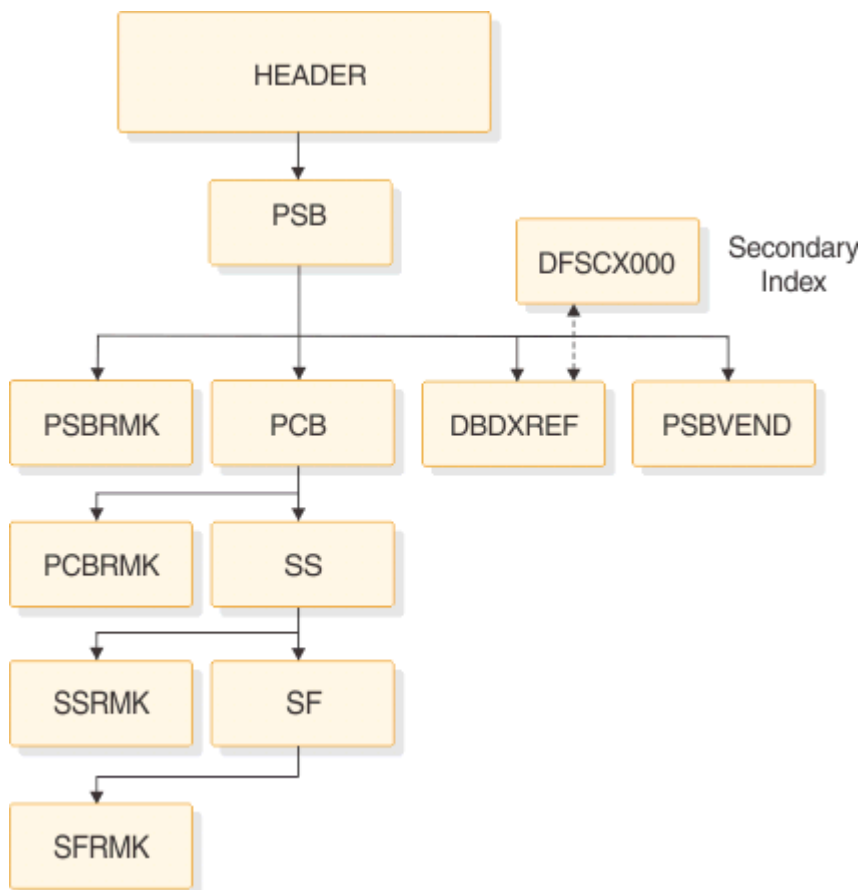 HEADER
PSB
DFSCX000
Secondary
Index
PSBRMK
PCB
DBDXREF
PSBVEND
PCBRMK
SS
SSRMK
SF
SFRMK